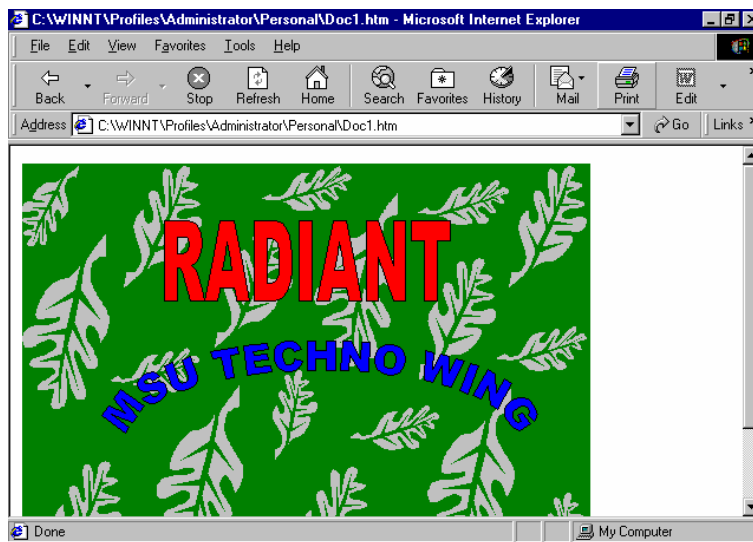 C:\WINNT\Profiles\Administrator\Personal\Doc1.htm - Microsoft Internet Explorer
File Edit View Favorites Tools Help
Back Forward Stop Refresh Home Search Favorites History Mail Print Edit
Address C:\WINNT\Profiles\Administrator\Personal\Doc1.htm Go Links
RADIANT
MSU TECHNO WING
Done My Computer